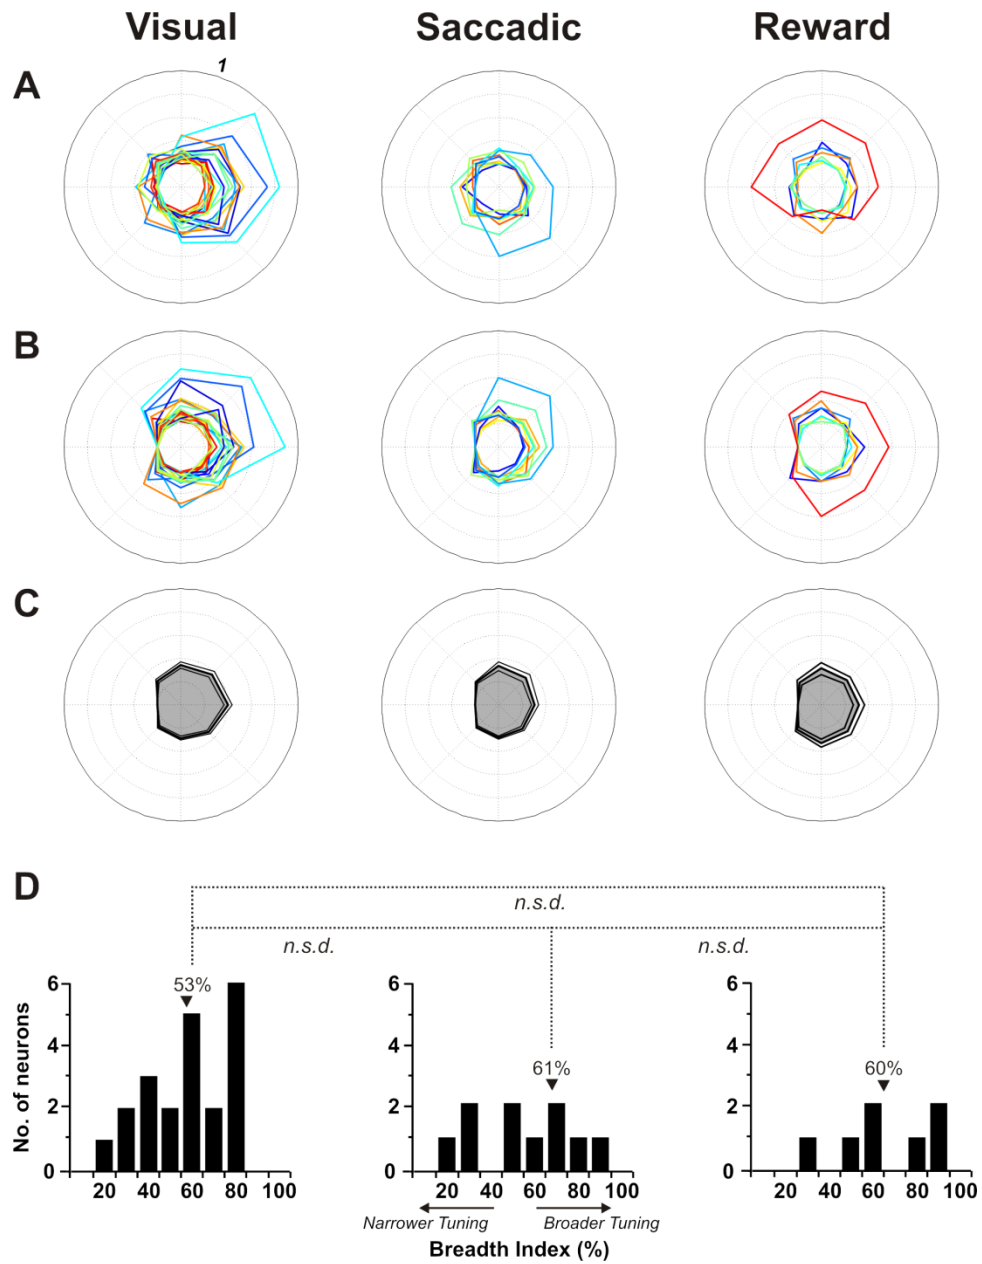 Visual Saccadic Reward
1
A
B
C
D
n.s.d.
n.s.d. n.s.d.
6 53% 6 6
4 4 4
61% 60%
2 2 2
0 0 0
No. of neurons
20 40 60 80 20 40 60 80 100 20 40 60 80 100
Narrower Tuning Broader Tuning
Breadth Index (%)